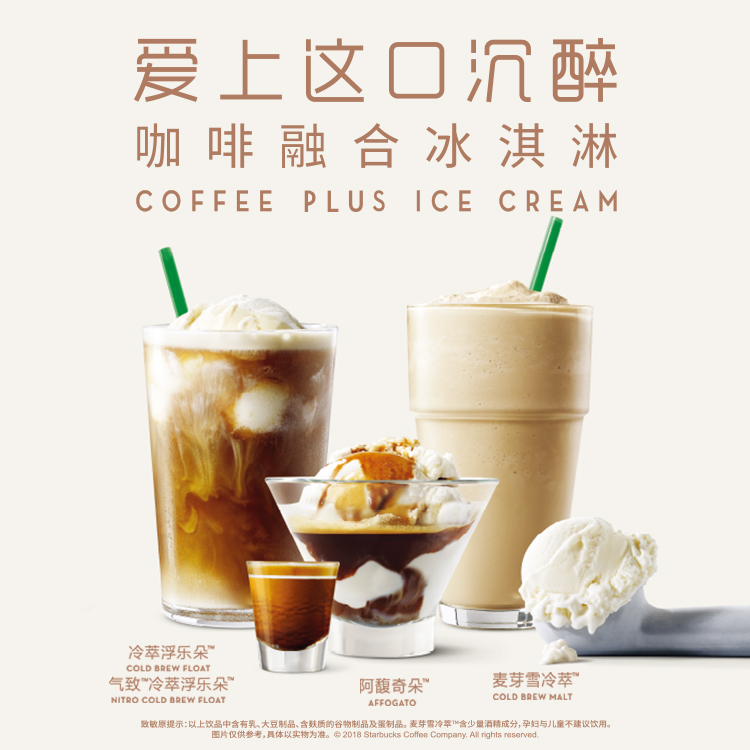 爱上这口沉醉
咖啡融合冰淇淋
COFFEE PLUS ICE CREAM
冷萃浮乐朵™
COLD BREW FLOAT
气致™冷萃浮乐朵™
NITRO COLD BREW FLOAT
阿馥奇朵™
AFFOGATO
麦芽雪冷萃™
COLD BREW MALT
致敏原提示：以上饮品中含有乳、大豆制品、含麸质的谷物制品及蛋制品。麦芽雪冷萃™含少量酒精成分，孕妇与儿童不建议饮用。
图片仅供参考，具体以实物为准。© 2018 Starbucks Coffee Company. All rights reserved.